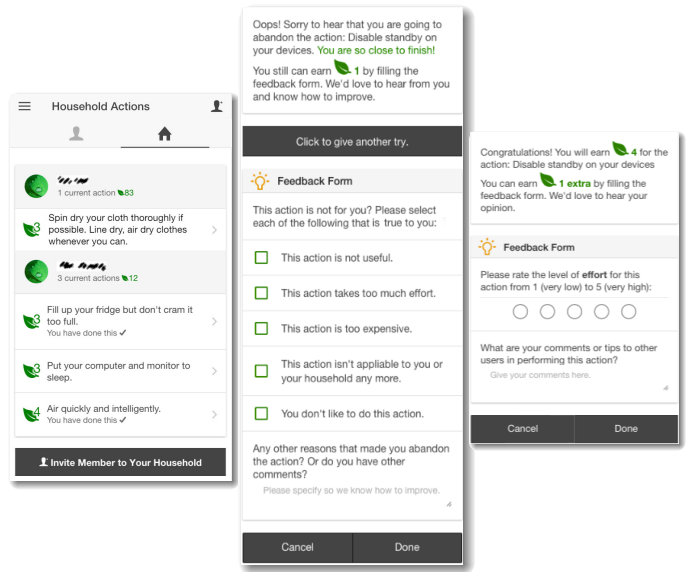 Household Actions
1 current action 83
3
Spin dry your cloth thoroughly if
possible. Line dry, air dry clothes
whenever you can.
3 current actions 12
3
Fill up your fridge but don't cram it
too full.
You have done this ✓
3
Put your computer and monitor to
sleep.
4
Air quickly and intelligently.
You have done this ✓
Invite Member to Your Household
Oops! Sorry to hear that you are going to
abandon the action: Disable standby on
your devices. You are so close to finish!
You still can earn 1 by filling the
feedback form. We'd love to hear from you
and know how to improve.
Click to give another try.
Feedback Form
This action is not for you? Please select
each of the following that is true to you:
This action is not useful.
This action takes too much effort.
This action is too expensive.
This action isn't appliable to you or
your household any more.
You don't like to do this action.
Any other reasons that made you abandon
the action? Or do you have other
comments?
Please specify so we know how to improve.
Cancel Done
Congratulations! You will earn 4 for the
action: Disable standby on your devices
You can earn 1 extra by filling the
feedback form. We'd love to hear your
opinion.
Feedback Form
Please rate the level of effort for this
action from 1 (very low) to 5 (very high):
What are your comments or tips to other
users in performing this action?
Give your comments here.
Cancel Done